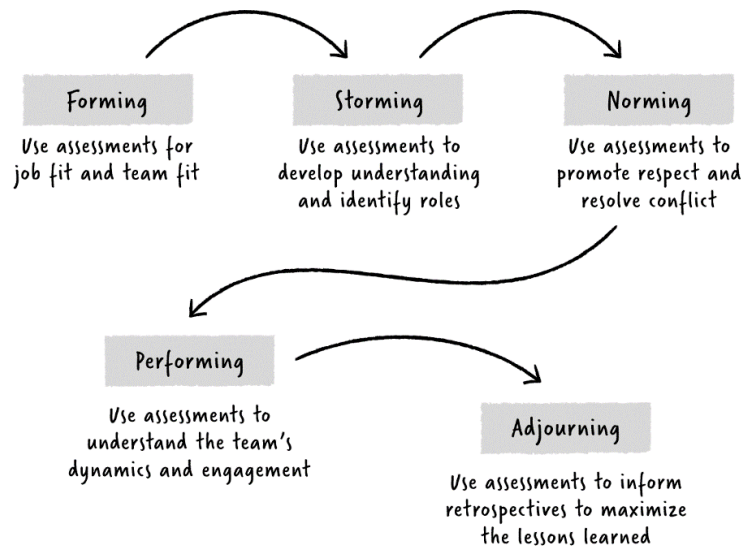 Forming
Use assessments for
job fit and team fit
Storming
Use assessments to
develop understanding
and identify roles
Norming
Use assessments to
promote respect and
resolve conflict
Performing
Use assessments to
understand the team's
dynamics and engagement
Adjourning
Use assessments to inform
retrospectives to maximize
the lessons learned